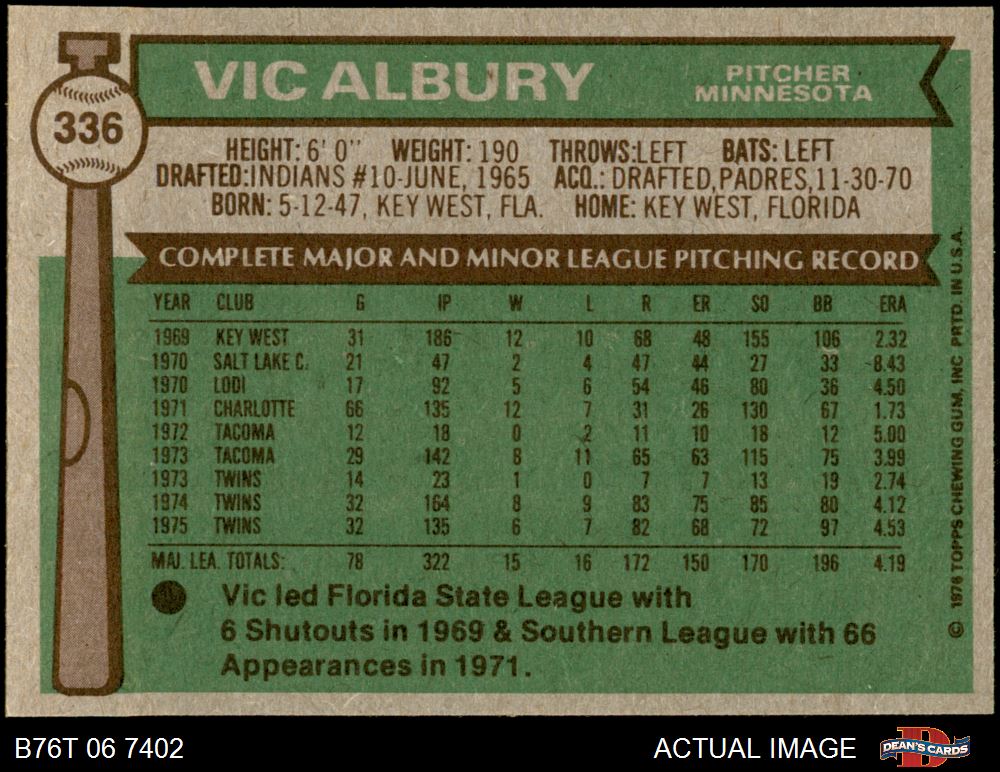 VIC ALBURY
PITCHER
MINNESOTA
336
HEIGHT: 6' 0" WEIGHT: 190 THROWS:LEFT BATS: LEFT
DRAFTED:INDIANS #10-JUNE, 1965 ACQ.: DRAFTED,PADRES,11-30-70
BORN: 5-12-47, KEY WEST, FLA. HOME: KEY WEST, FLORIDA
COMPLETE MAJOR AND MINOR LEAGUE PITCHING RECORD
YEAR CLUB G IP W L R ER SO BB ERA
1969 KEY WEST 31 186 12 10 68 48 155 106 2.32
1970 SALT LAKE C. 21 47 2 4 47 44 27 33 8.43
1970 LODI 17 92 5 6 54 46 80 36 4.50
1971 CHARLOTTE 66 135 12 7 31 26 130 67 1.73
1972 TACOMA 12 18 0 2 11 10 18 12 5.00
1973 TACOMA 29 142 8 11 65 63 115 75 3.99
1973 TWINS 14 23 1 0 7 7 13 19 2.74
1974 TWINS 32 164 8 9 83 75 85 80 4.12
1975 TWINS 32 135 6 7 82 68 72 97 4.53
MAJ. LEA. TOTALS: 78 322 15 16 172 150 170 196 4.19
Vic led Florida State League with
6 Shutouts in 1969 & Southern League with 66
Appearances in 1971.
© 1976 TOPPS CHEWING GUM, INC PRTD. IN U.S.A.
B76T 06 7402
ACTUAL IMAGE
DEAN'S CARDS